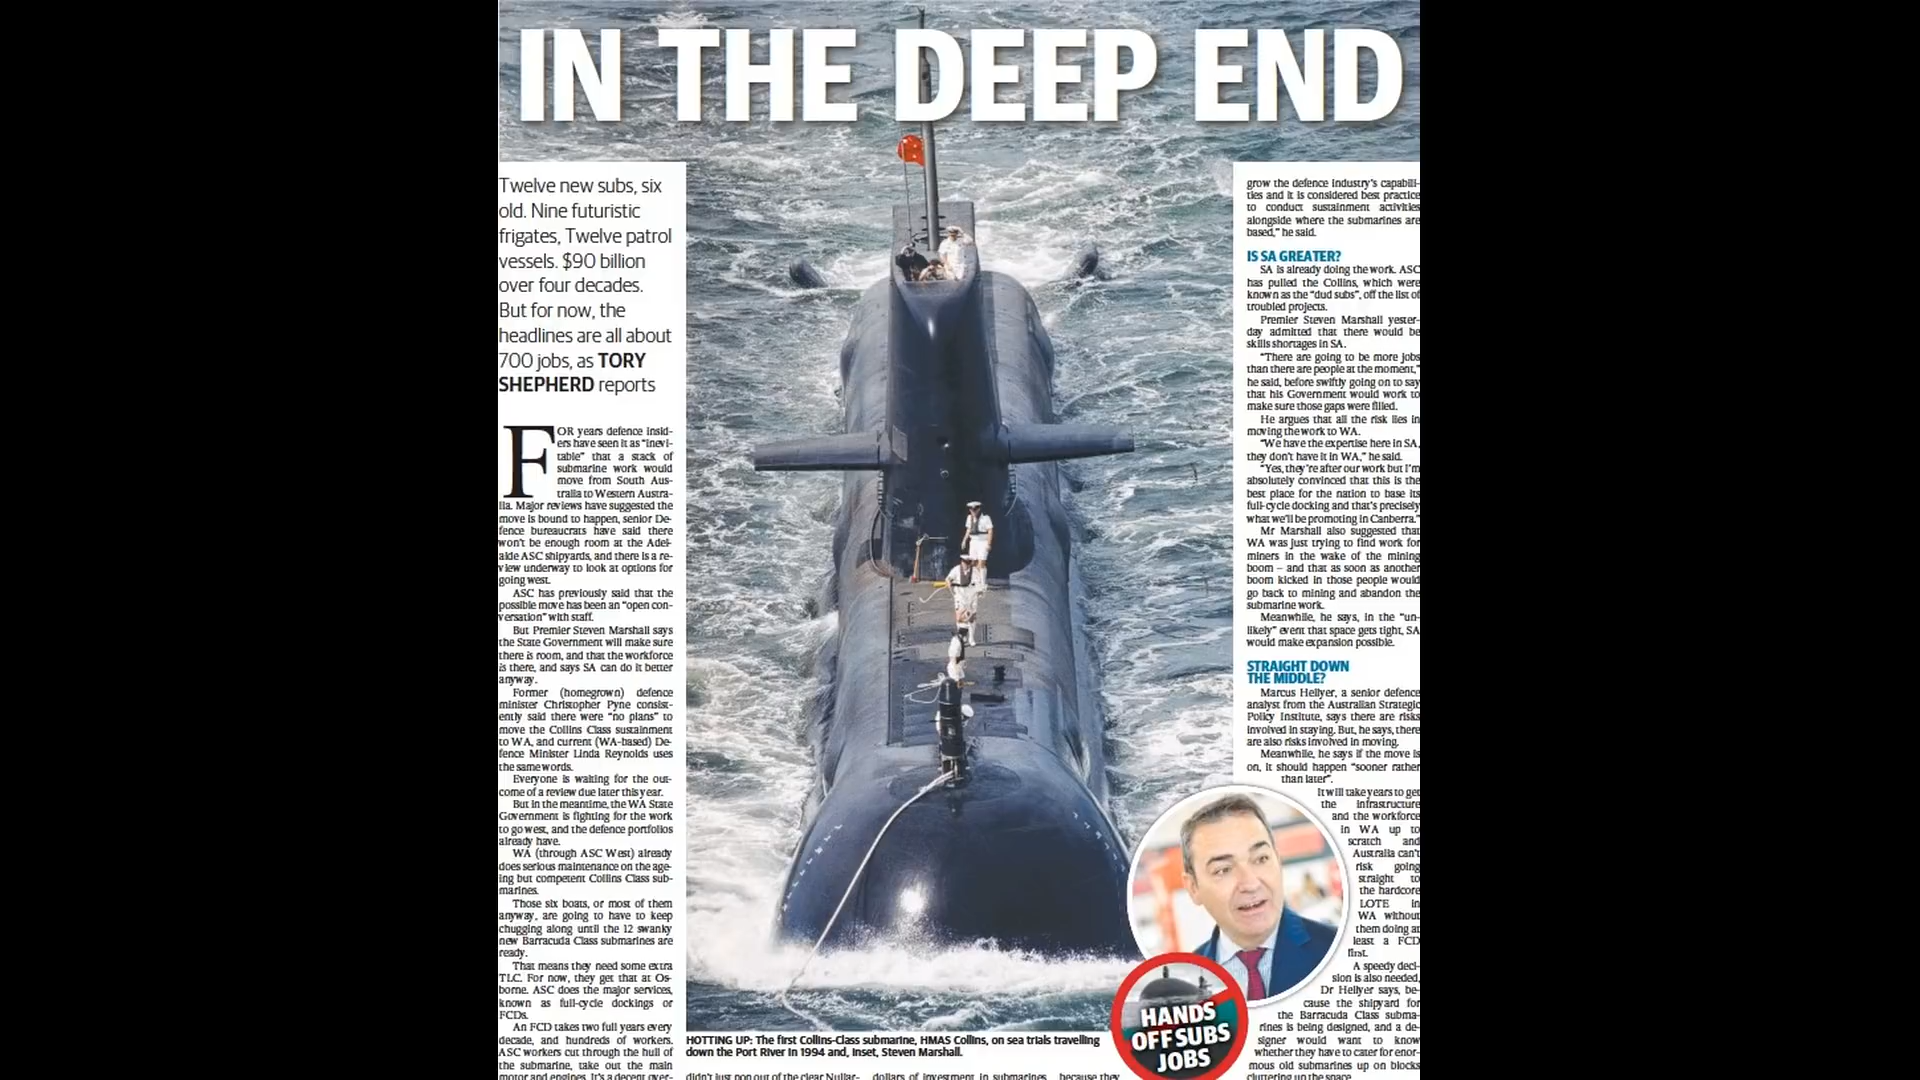 IN THE DEEP END
Twelve new subs, six
old. Nine futuristic
frigates, Twelve patrol
vessels. $90 billion
over four decades.
But for now, the
headlines are all about
700 jobs, as TORY
SHEPHERD reports
FOR years defence insid-
ers have seen it as "inevi-
table" that a stack of
submarine work would
move from South Aus-
tralia to Western Austra-
lia. Major reviews have suggested the
move is bound to happen, senior De-
fence bureaucrats have said there
won't be enough room at the Adel-
aide ASC shipyards, and there is a re-
view underway to look at options for
going west.
ASC has previously said that the
possible move has been an "open con-
versation" with staff.
But Premier Steven Marshall says
the State Government will make sure
there is room, and that the workforce
is there, and says SA can do it better
anyway.
Former (homegrown) defence
minister Christopher Pyne consist-
ently said there were "no plans" to
move the Collins Class sustainment
to WA, and current (WA-based) De-
fence Minister Linda Reynolds uses
the same words.
Everyone is waiting for the out-
come of a review due later this year.
But in the meantime, the WA State
Government is fighting for the work
to go west, and the defence portfolios
already have.
WA (through ASC West) already
does serious maintenance on the age-
ing but competent Collins Class sub-
marines.
Those six boats, or most of them
anyway, are going to have to keep
chugging along until the 12 swanky
new Barracuda Class submarines are
ready.
That means they need some extra
TLC. For now, they get that at Os-
borne. ASC does the major services,
known as full-cycle dockings or
FCDs.
An FCD takes two full years every
decade, and hundreds of workers.
ASC workers cut through the hull of
the submarine, take out the main
motor and engines. It's a decent over-
HOTTING UP: The first Collins-Class submarine, HMAS Collins, on sea trials travelling
down the Port River in 1994 and, inset, Steven Marshall.
didn't just pop out of the clear Nullar-
dollars of investment in submarines
because they
HANDS
OFF SUBS
JOBS
grow the defence industry's capabili-
ties and it is considered best practice
to conduct sustainment activities
alongside where the submarines are
based," he said.
IS SA GREATER?
SA is already doing the work. ASC
has pulled the Collins, which were
known as the "dud subs", off the list of
troubled projects.
Premier Steven Marshall yester-
day admitted that there would be
skills shortages in SA.
"There are going to be more jobs
than there are people at the moment,"
he said, before swiftly going on to say
that his Government would work to
make sure those gaps were filled.
He argues that all the risk lies in
moving the work to WA.
"We have the expertise here in SA,
they don't have it in WA," he said.
"Yes, they're after our work but I'm
absolutely convinced that this is the
best place for the nation to base its
full-cycle docking and that's precisely
what we'll be promoting in Canberra."
Mr Marshall also suggested that
WA was just trying to find work for
miners in the wake of the mining
boom – and that as soon as another
boom kicked in those people would
go back to mining and abandon the
submarine work.
Meanwhile, he says, in the "un-
likely" event that space gets tight, SA
would make expansion possible.
STRAIGHT DOWN
THE MIDDLE?
Marcus Hellyer, a senior defence
analyst from the Australian Strategic
Policy Institute, says there are risks
involved in staying. But, he says, there
are also risks involved in moving.
Meanwhile, he says if the move is
on, it should happen "sooner rather
than later".
It will take years to get
the infrastructure
and the workforce
in WA up to
scratch and
Australia can't
risk going
straight to
the hardcore
LOTE in
WA without
them doing at
least a FCD
first.
A speedy deci-
sion is also needed,
Dr Hellyer says, be-
cause the shipyard for
the Barracuda Class subma-
rines is being designed, and a de-
signer would want to know
whether they have to cater for enor-
mous old submarines up on blocks
cluttering up the space.